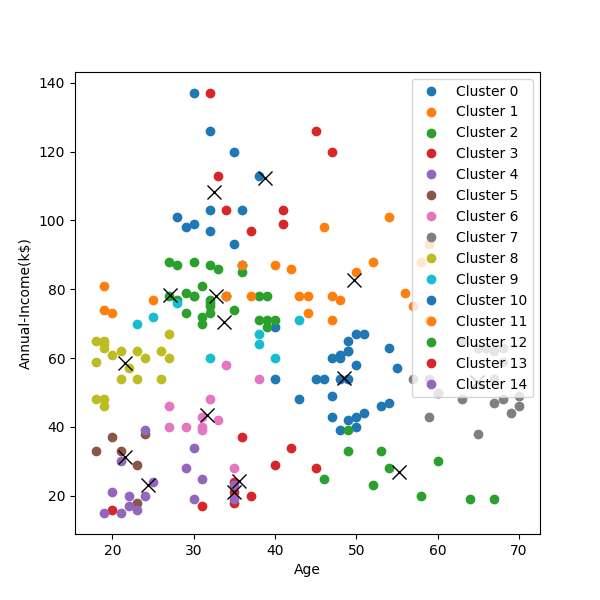 140
120
100
80
60
40
20
Annual-Income(k$)
20 30 40 50 60 70
Age
Cluster 0
Cluster 1
Cluster 2
Cluster 3
Cluster 4
Cluster 5
Cluster 6
Cluster 7
Cluster 8
Cluster 9
Cluster 10
Cluster 11
Cluster 12
Cluster 13
Cluster 14